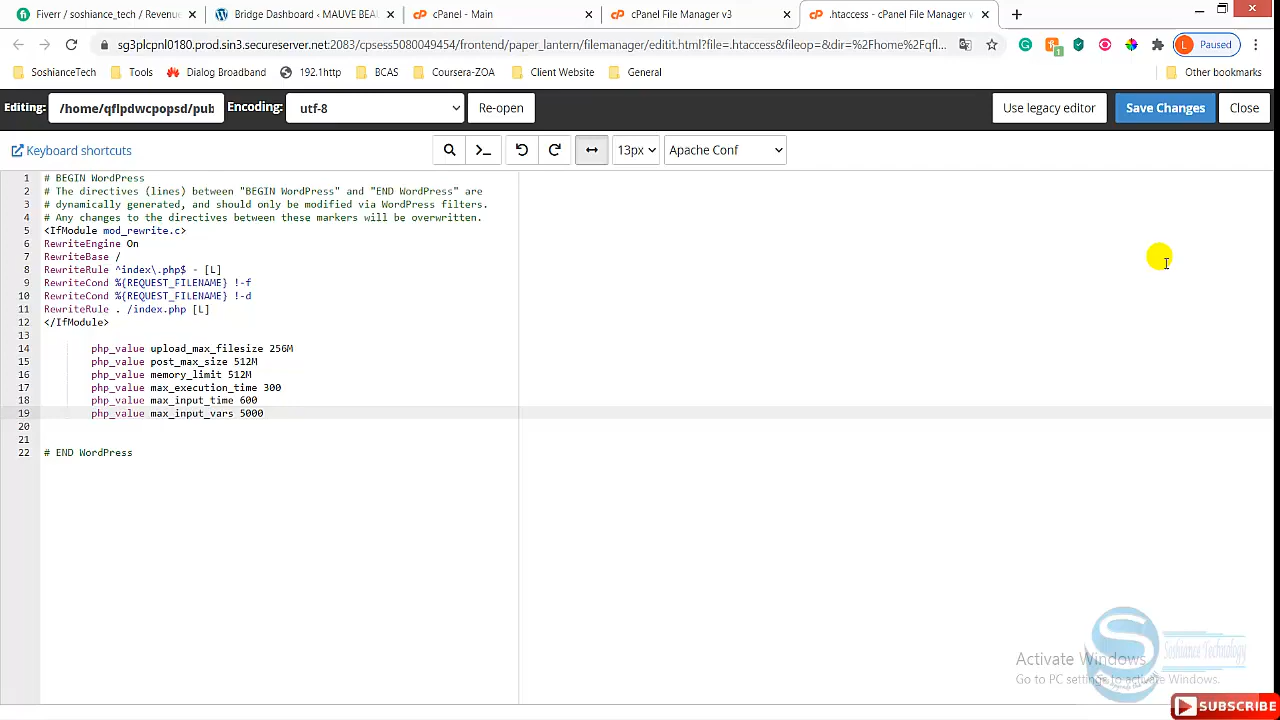 Fiverr / soshiance_tech / Revenue
Bridge Dashboard ‹ MAUVE BEAU
cPanel - Main
cPanel File Manager v3
.htaccess - cPanel File Manager v
sg3plcpnl0180.prod.sin3.secureserver.net:2083/cpsess3800429454/frontend/paper_lantern/filemanager/editit.html?file=.htaccess&fileop=&dir=%2Fhome%2Fqfl...
Paused
SoshianceTech
Tools
Dialog Broadband
192.1http
BCAS
Coursera-ZOA
Client Website
General
Other bookmarks
Editing: /home/qflpdwcpopsd/pub Encoding: utf-8 Re-open Use legacy editor Save Changes Close
Keyboard shortcuts 13px Apache Conf
1 # BEGIN WordPress
2 # The directives (lines) between "BEGIN WordPress" and "END WordPress" are
3 # dynamically generated, and should only be modified via WordPress filters.
4 # Any changes to the directives between these markers will be overwritten.
5 <IfModule mod_rewrite.c>
6 RewriteEngine On
7 RewriteBase /
8 RewriteRule ^index\.php$ - [L]
9 RewriteCond %{REQUEST_FILENAME} !-f
10 RewriteCond %{REQUEST_FILENAME} !-d
11 RewriteRule . /index.php [L]
12 </IfModule>
13
14 php_value upload_max_filesize 256M
15 php_value post_max_size 512M
16 php_value memory_limit 512M
17 php_value max_execution_time 300
18 php_value max_input_time 600
19 php_value max_input_vars 5000
20
21
22 # END WordPress
Activate Windows
Go to PC settings to activate Windows.
Soshiance Technology
SUBSCRIBE